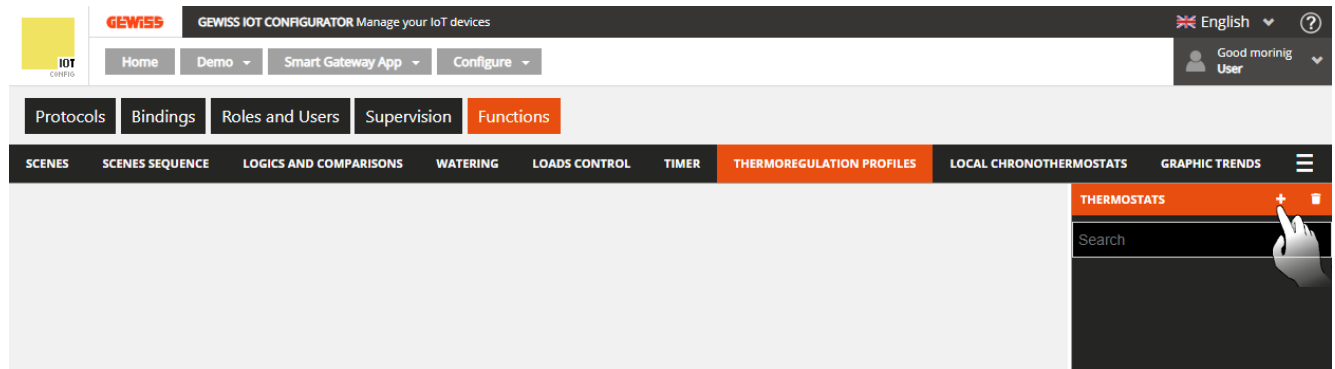 GEWISS GEWISS IOT CONFIGURATOR Manage your IoT devices English ?
IOT
CONFIG
Home Demo Smart Gateway App Configure Good morinig
User
Protocols Bindings Roles and Users Supervision Functions
SCENES SCENES SEQUENCE LOGICS AND COMPARISONS WATERING LOADS CONTROL TIMER THERMOREGULATION PROFILES LOCAL CHRONOTHERMOSTATS GRAPHIC TRENDS
THERMOSTATS
Search